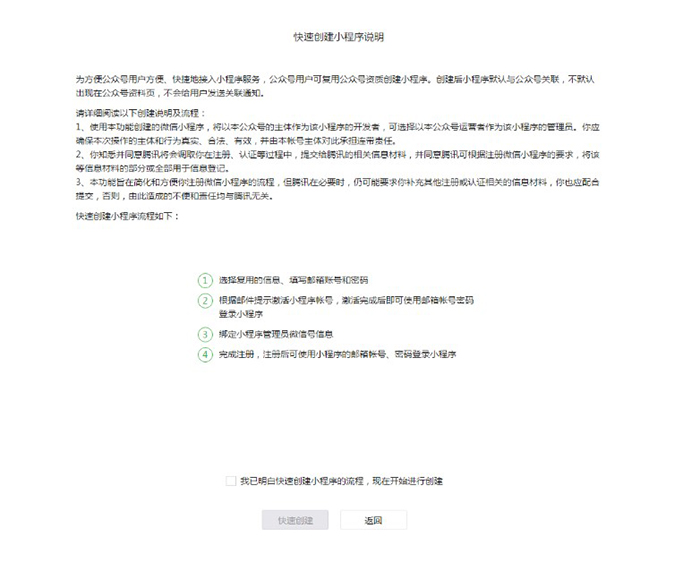 快速创建小程序说明
为方便公众号用户方便、快捷地接入小程序服务，公众号用户可复用公众号资质创建小程序。创建后小程序默认与公众号关联，不默认
出现在公众号资料页，不会给用户发送关联通知。
请详细阅读以下创建说明及流程：
1、使用本功能创建的微信小程序，将以本公众号的主体作为该小程序的开发者，可选择以本公众号运营者作为该小程序的管理员。你应
确保本次操作的主体和行为真实、合法、有效，并由本帐号主体对此承担连带责任。
2、你知悉并同意腾讯将会调取你在注册、认证等过程中，提交给腾讯的相关信息材料，并同意腾讯可根据注册微信小程序的要求，将该
等信息材料的部分或全部用于信息登记。
3、本功能旨在简化和方便你注册微信小程序的流程，但腾讯在必要时，仍可能要求你补充其他注册或认证相关的信息材料，你也应配合
提交，否则，由此造成的不便和责任均与腾讯无关。
快速创建小程序流程如下：
1 选择复用的信息、填写邮箱账号和密码
2 根据邮件提示激活小程序帐号，激活完成后即可使用邮箱帐号密码
登录小程序
3 绑定小程序管理员微信号信息
4 完成注册，注册后可使用小程序的邮箱帐号、密码登录小程序
我已明白快速创建小程序的流程，现在开始进行创建
快速创建 返回